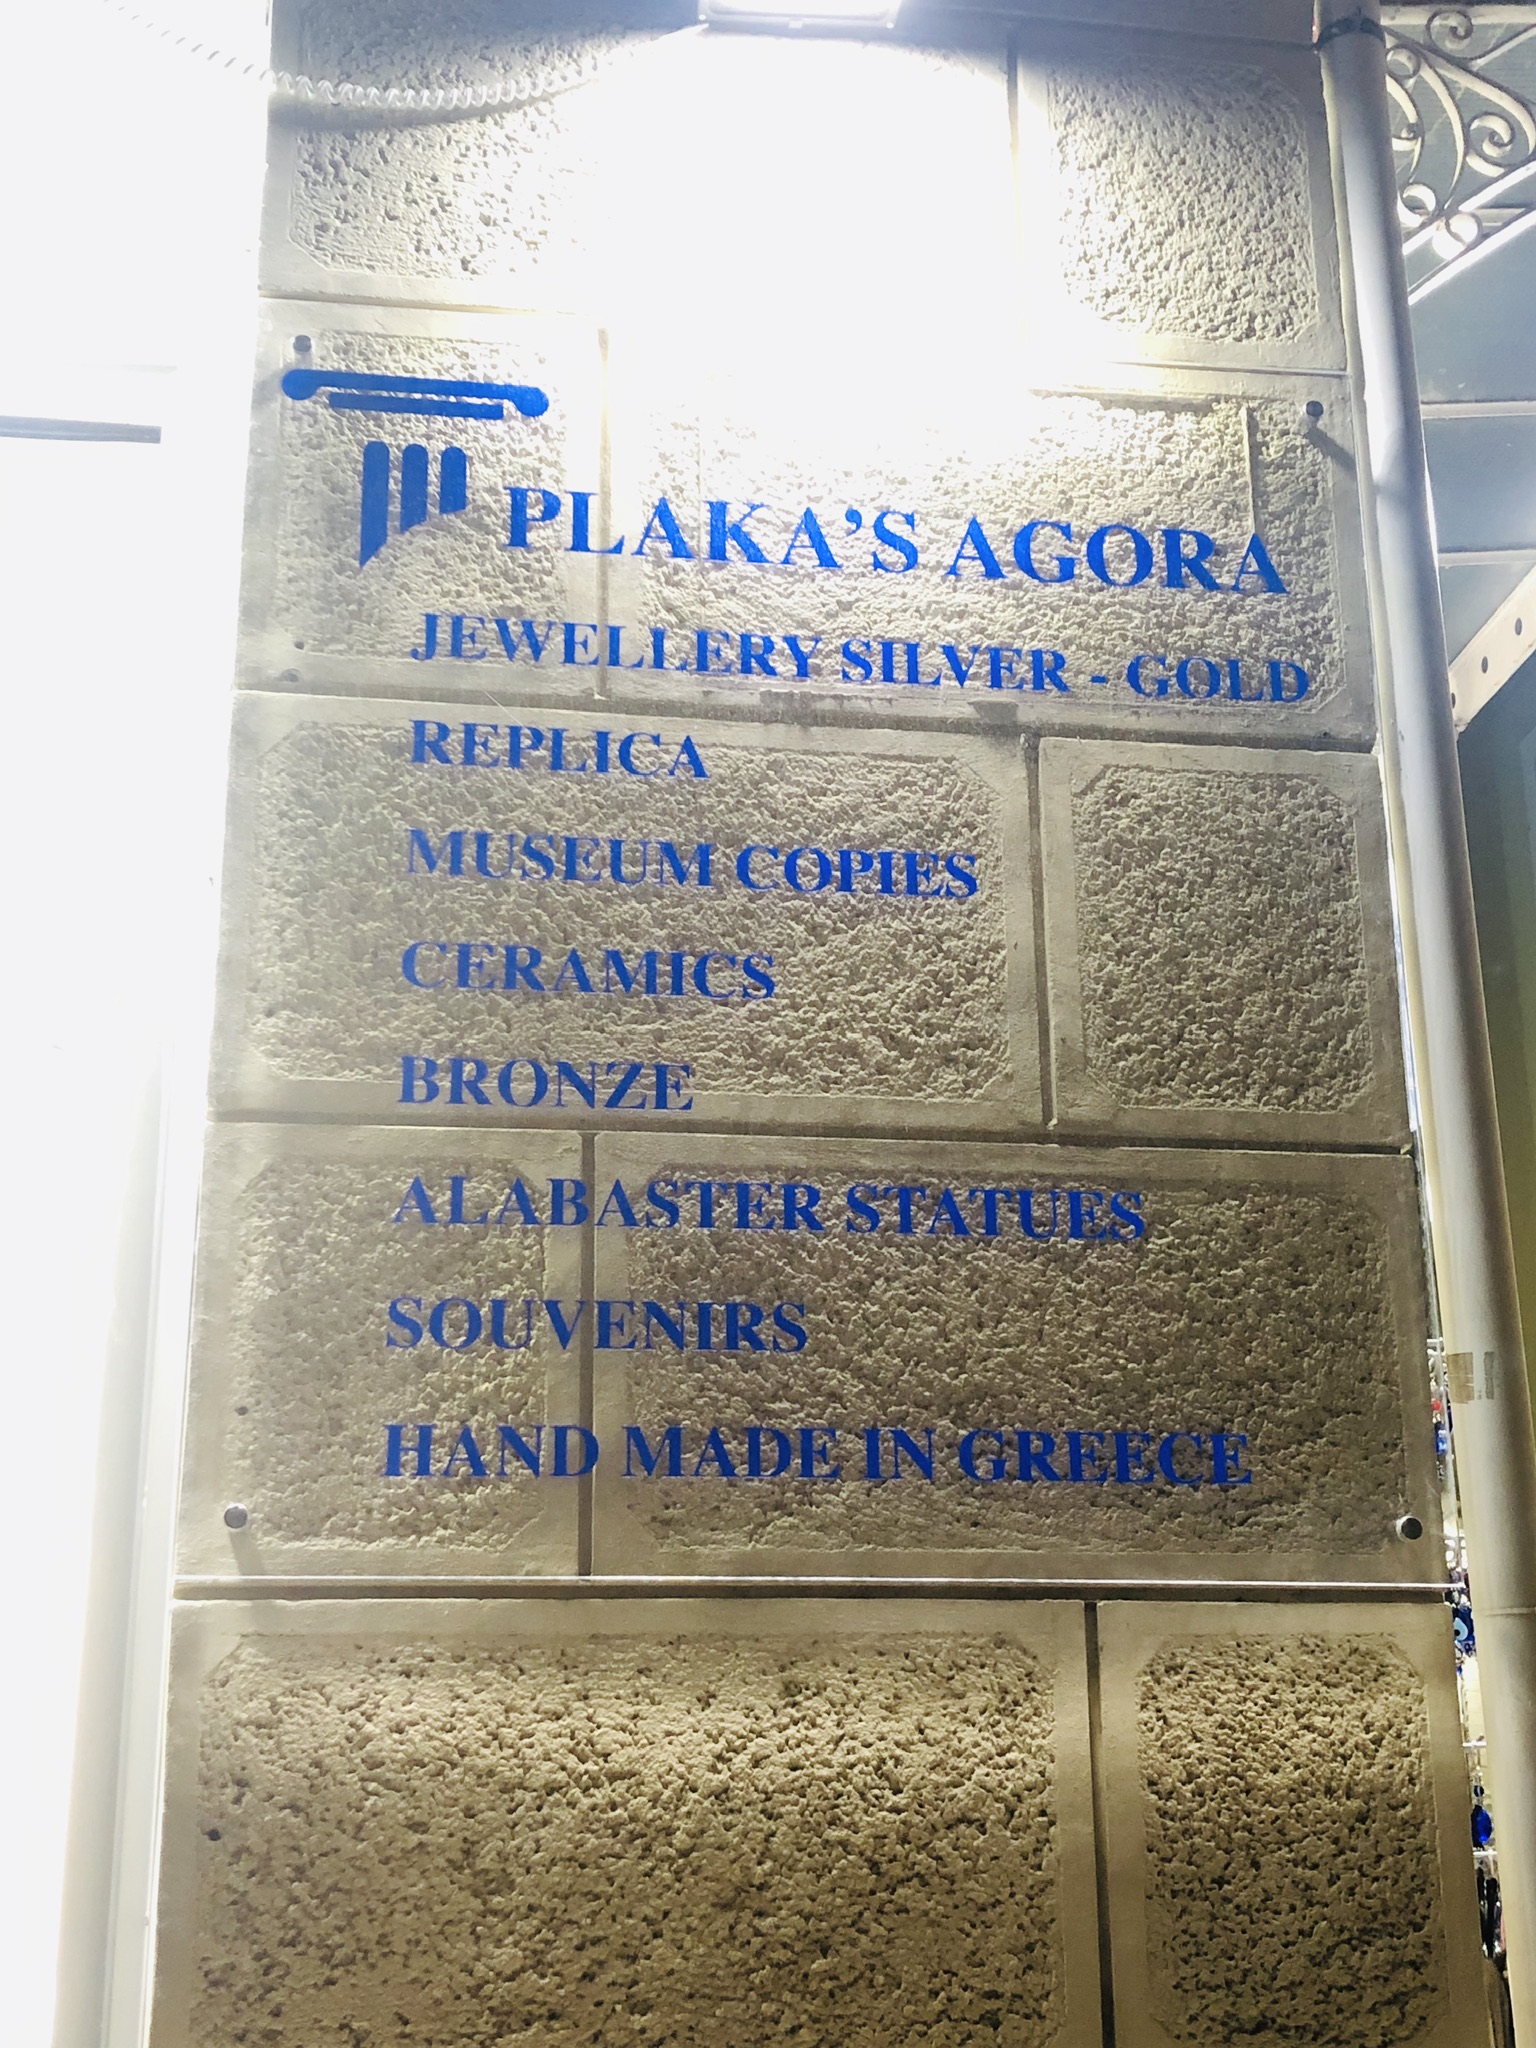 PLAKA'S AGORA
JEWELLERY SILVER - GOLD
REPLICA
MUSEUM COPIES
CERAMICS
BRONZE
ALABASTER STATUES
SOUVENIRS
HAND MADE IN GREECE